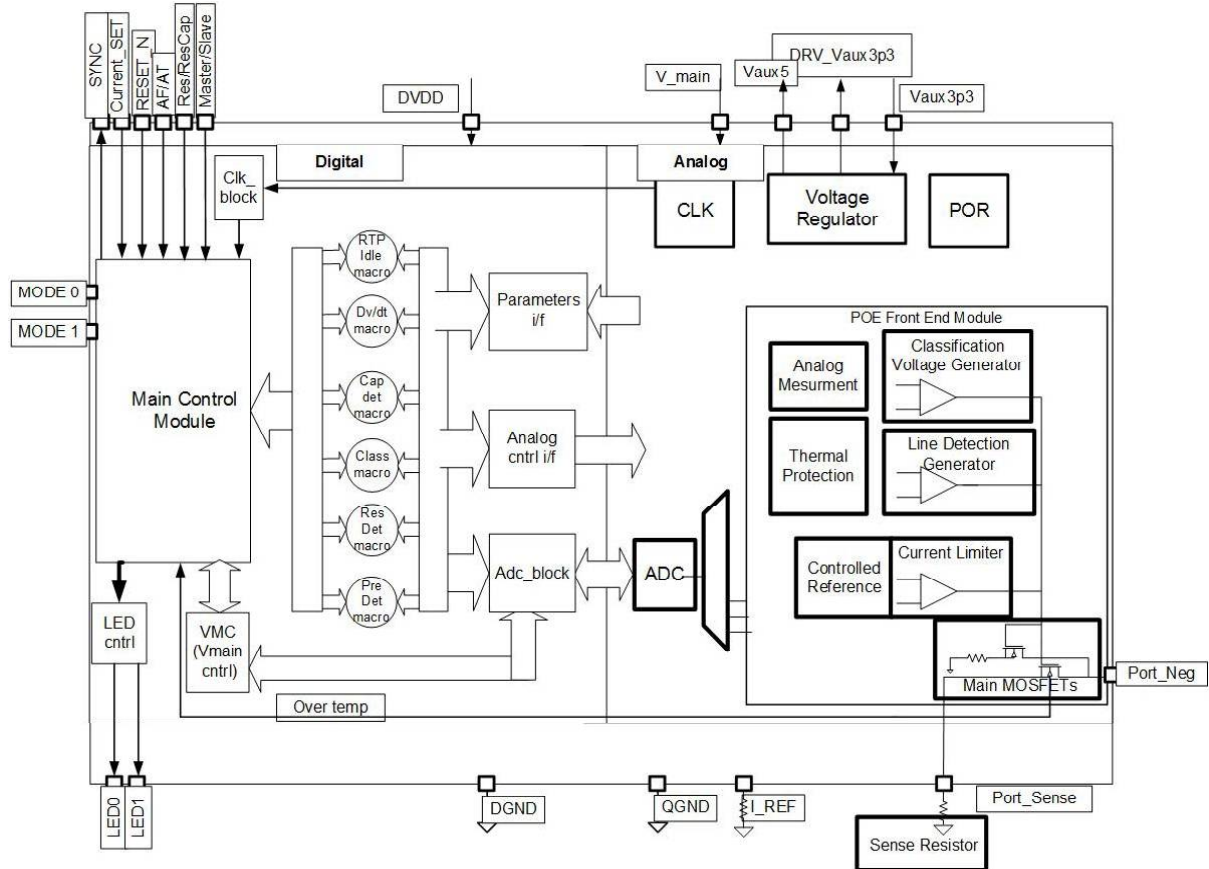 SYNC
Current_SET
RESET_N
AF/AT
Res/ResCap
Master/Slave
DVDD
V_main
Vaux5
DRV_Vaux3p3
Vaux3p3
Digital
Analog
Clk_
block
CLK
Voltage
Regulator
POR
MODE 0
MODE 1
Main Control
Module
RTP
Idle
macro
Dv/dt
macro
Cap
det
macro
Class
macro
Res
Det
macro
Pre
Det
macro
Parameters
i/f
Analog
cntrl i/f
Adc_block
ADC
POE Front End Module
Analog
Mesurment
Classification
Voltage Generator
Thermal
Protection
Line Detection
Generator
Controlled
Reference
Current Limiter
Main MOSFETs
Port_Neg
LED
cntrl
VMC
(Vmain
cntrl)
Over temp
LED0
LED1
DGND
QGND
I_REF
Port_Sense
Sense Resistor